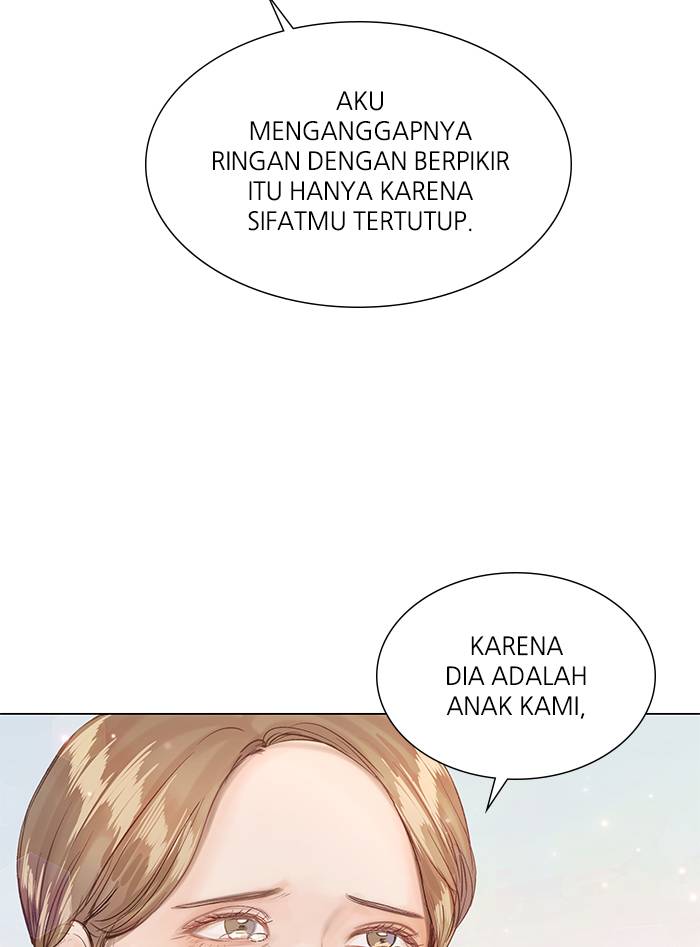 AKU
MENGANGGAPNYA
RINGAN DENGAN BERPIKIR
ITU HANYA KARENA
SIFATMU TERTUTUP.
KARENA
DIA ADALAH
ANAK KAMI,